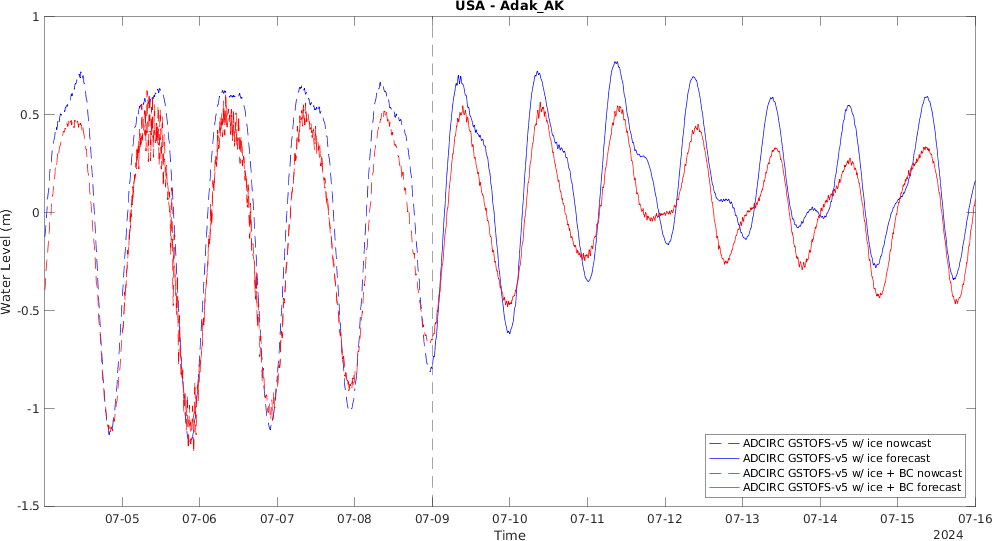 USA - Adak_AK
1
0.5
0
-0.5
-1
-1.5
Water Level (m)
ADCIRC GSTOFS-v5 w/ ice nowcast
ADCIRC GSTOFS-v5 w/ ice forecast
ADCIRC GSTOFS-v5 w/ ice + BC nowcast
ADCIRC GSTOFS-v5 w/ ice + BC forecast
07-05 07-06 07-07 07-08 07-09 07-10 07-11 07-12 07-13 07-14 07-15 07-16
Time
2024